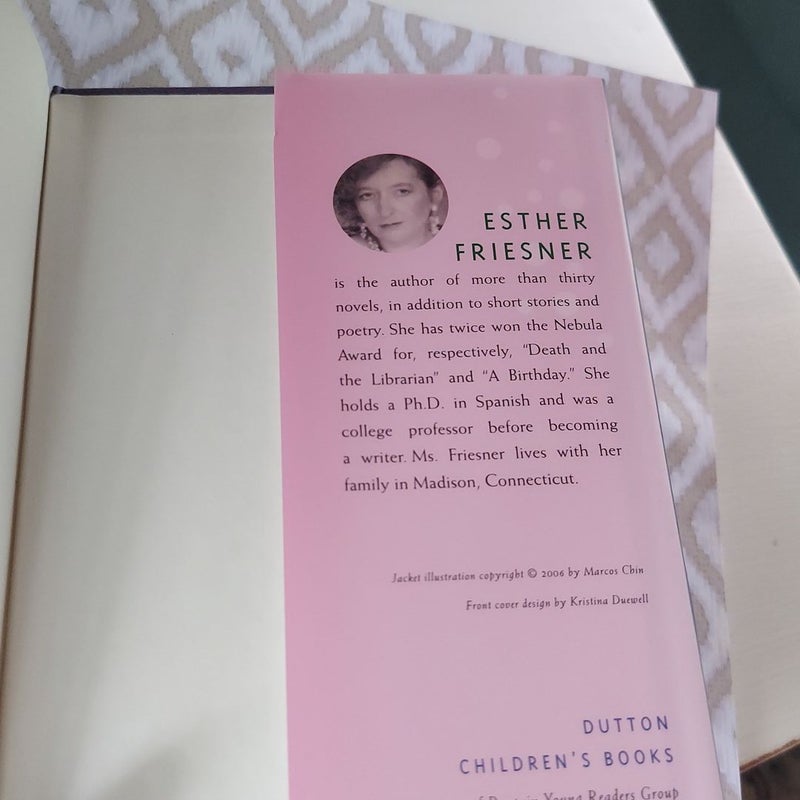 ESTHER
FRIESNER
is the author of more than thirty
novels, in addition to short stories and
poetry. She has twice won the Nebula
Award for, respectively, “Death and
the Librarian” and “A Birthday.” She
holds a Ph.D. in Spanish and was a
college professor before becoming
a writer. Ms. Friesner lives with her
family in Madison, Connecticut.
Jacket illustration copyright © 2006 by Marcos Chin
Front cover design by Kristina Duewell
DUTTON
CHILDREN'S BOOKS
Young Readers Group